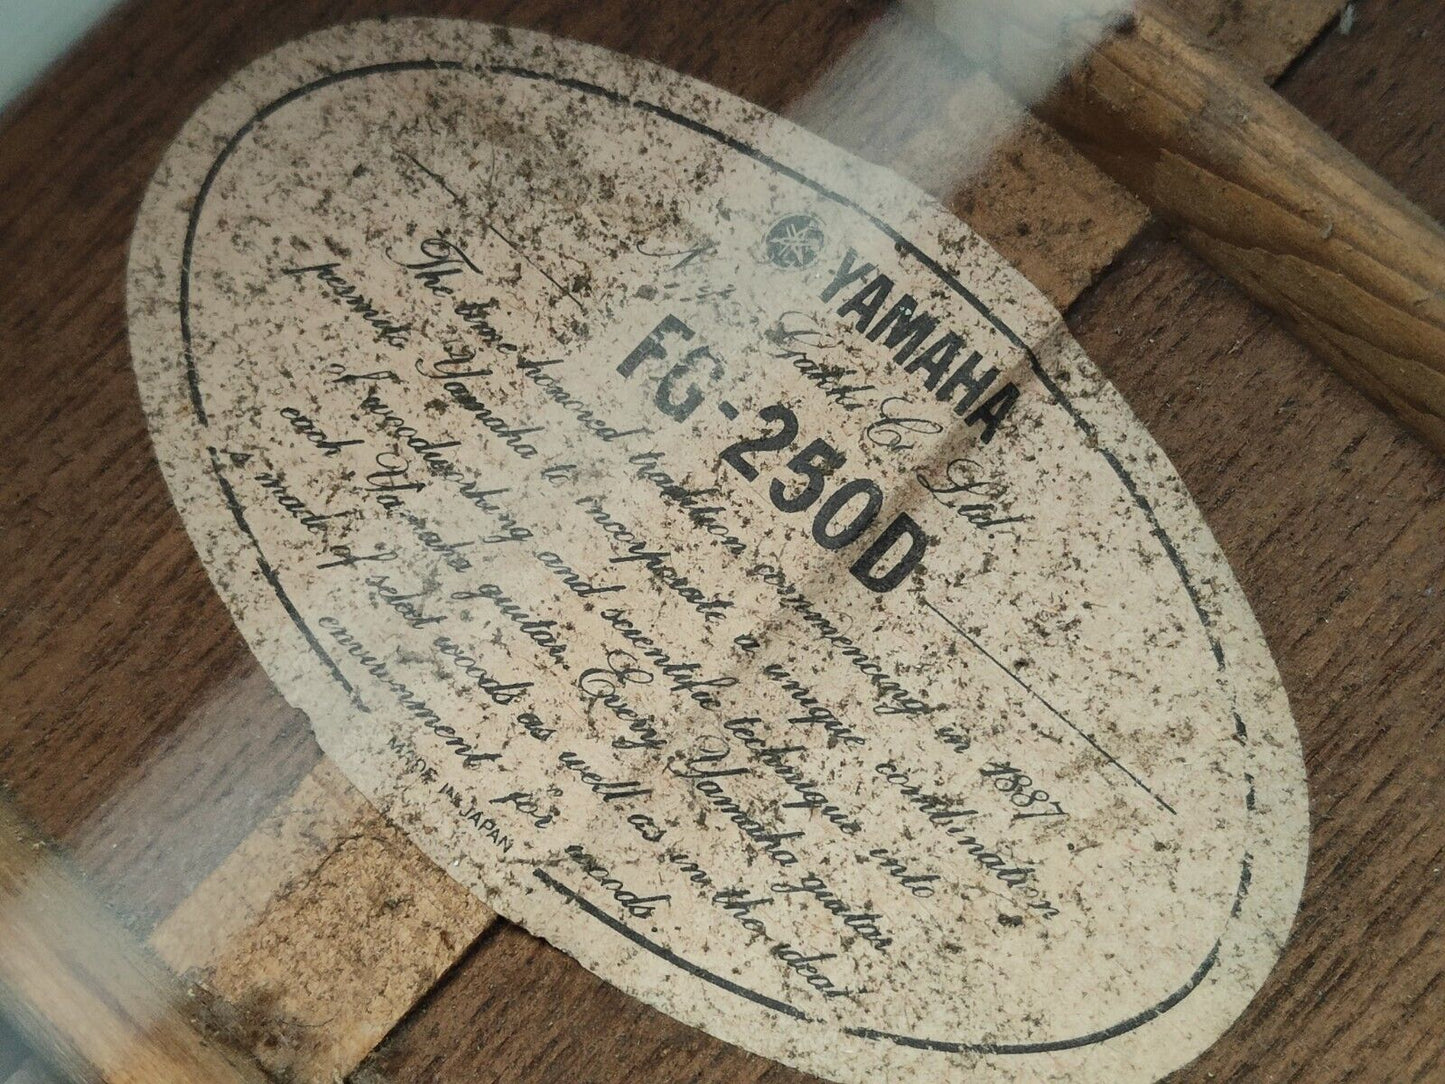 YAMAHA
Nippon Gakki Co. Ltd.
FG-250D
The time honored tradition commencing in 1887
permits Yamaha to incorporate a unique combination
of woodworking and scientific technique into
each Yamaha guitar. Every Yamaha guitar
is made of select woods as well as in the ideal
environment for woods
MADE IN JAPAN